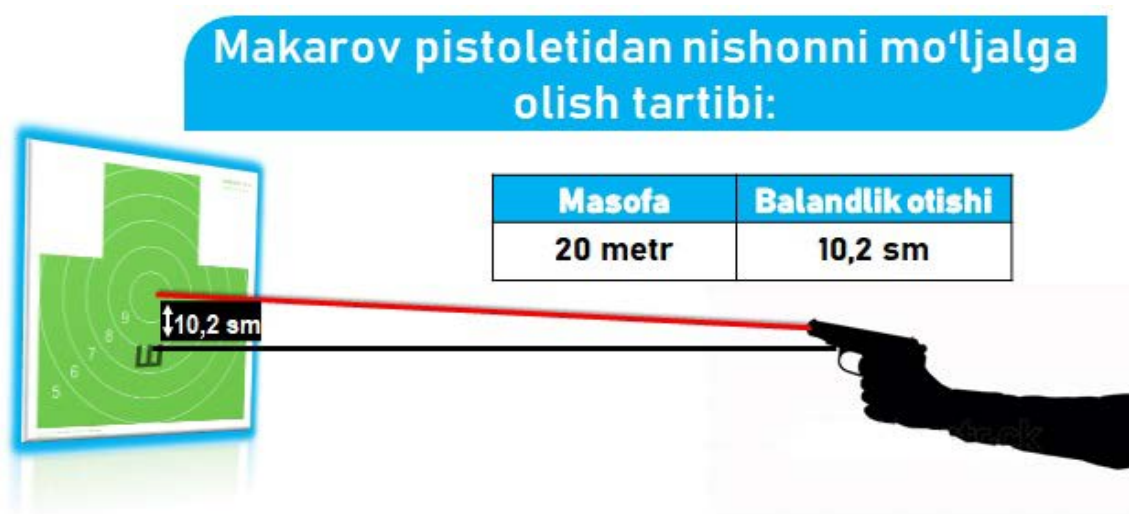 Makarov pistoletidan nishonni mo‘ljalga
olish tartibi:
Masofa Balandlik otishi
20 metr 10,2 sm
10,2 sm
9
8
7
6
5